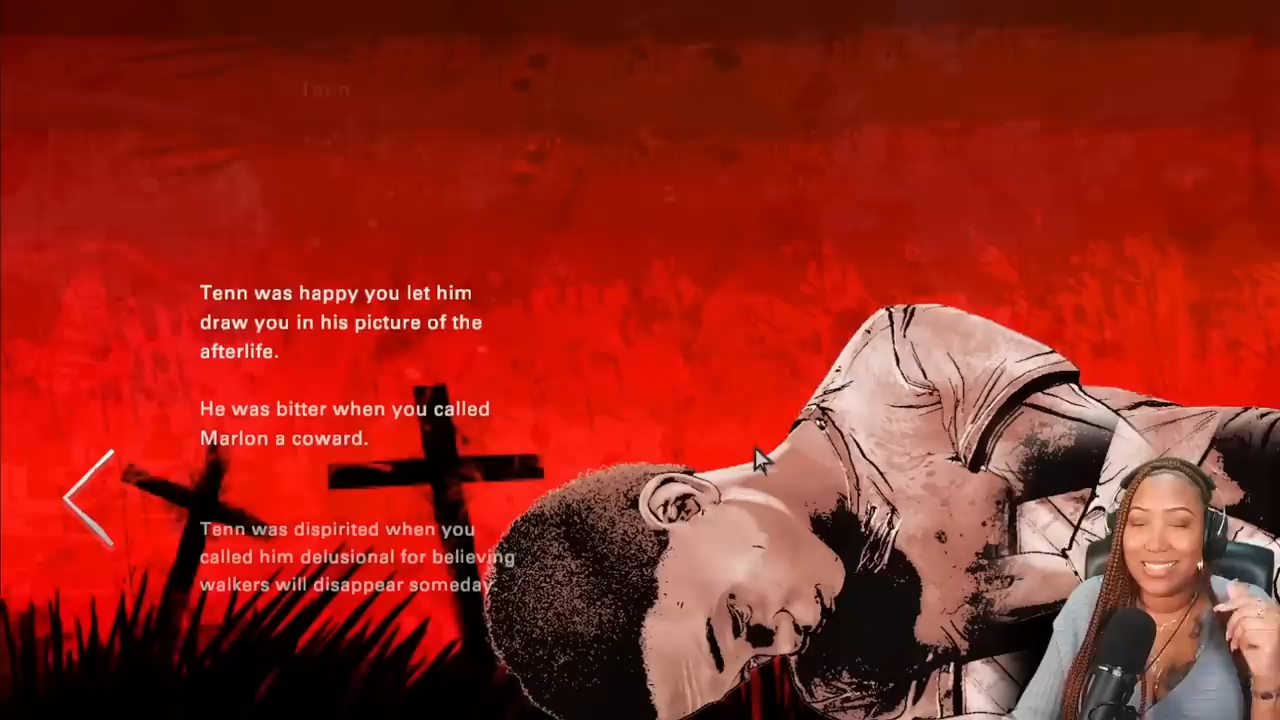 Tenn
Tenn was happy you let him
draw you in his picture of the
afterlife.
He was bitter when you called
Marlon a coward.
Tenn was dispirited when you
called him delusional for believing
walkers will disappear someday